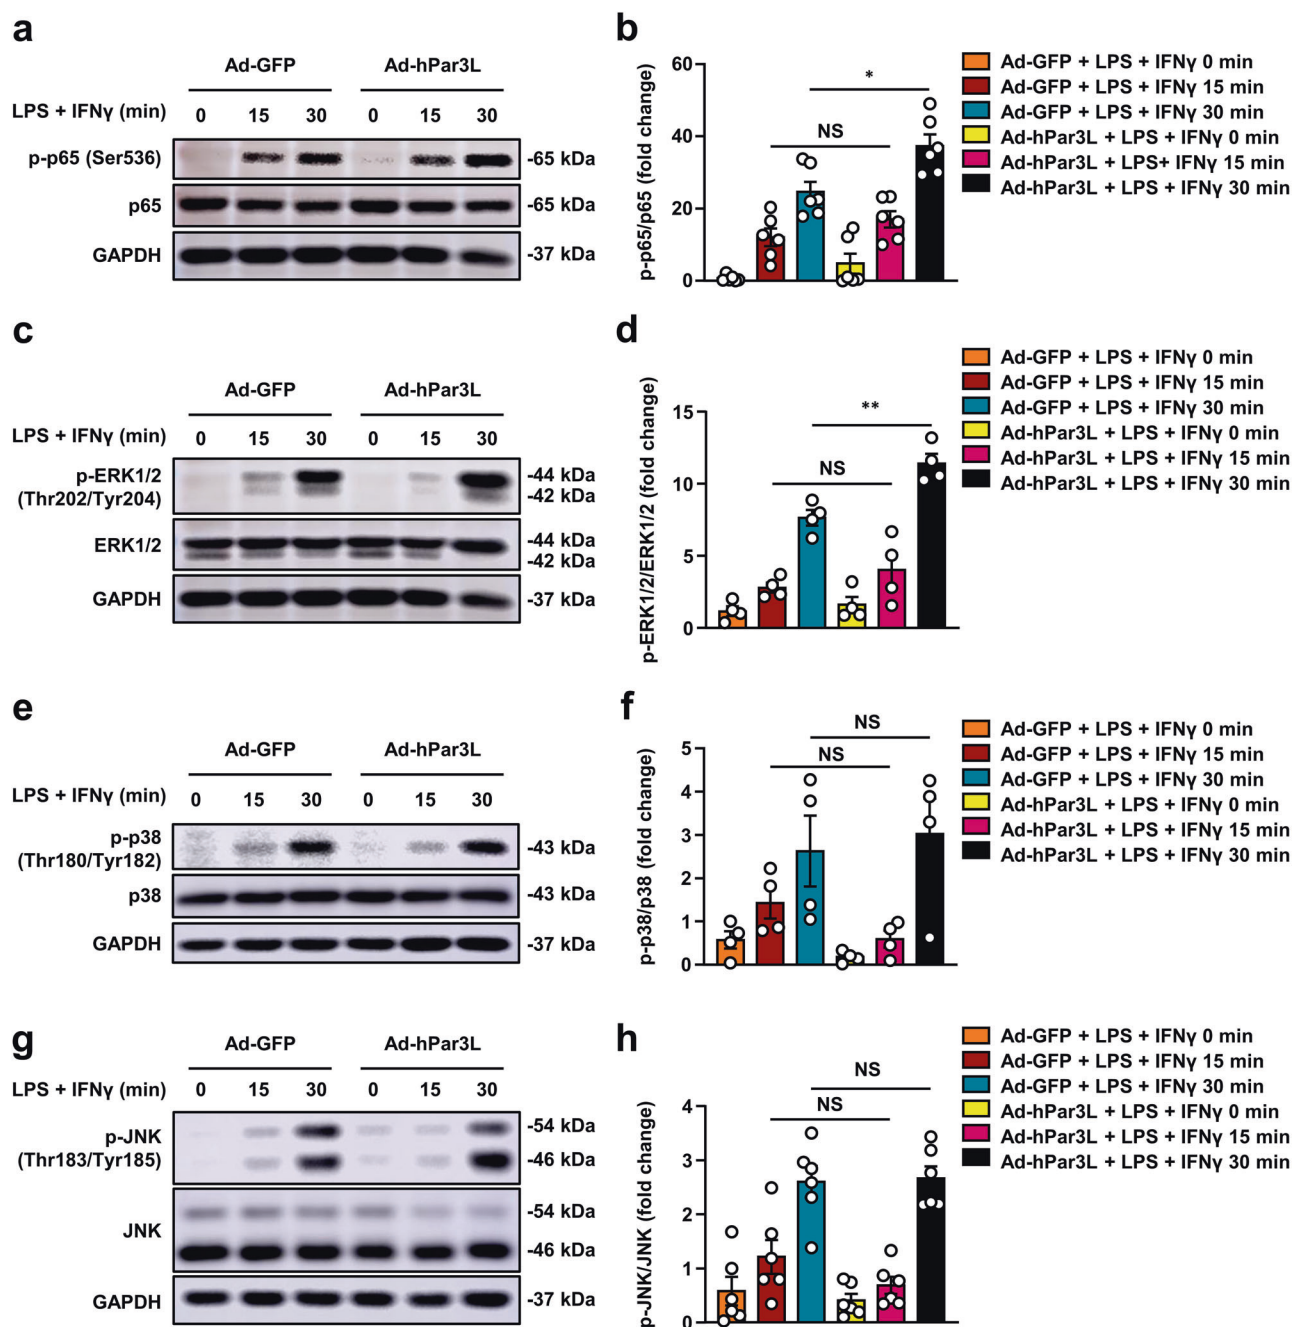 a
Ad-GFP Ad-hPar3L
LPS + IFNγ (min) 0 15 30 0 15 30
p-p65 (Ser536) -65 kDa
p65 -65 kDa
GAPDH -37 kDa
b
p-p65/p65 (fold change)
60
40
20
0
NS
*
Ad-GFP + LPS + IFNγ 0 min
Ad-GFP + LPS + IFNγ 15 min
Ad-GFP + LPS + IFNγ 30 min
Ad-hPar3L + LPS + IFNγ 0 min
Ad-hPar3L + LPS+ IFNγ 15 min
Ad-hPar3L + LPS + IFNγ 30 min
c
Ad-GFP Ad-hPar3L
LPS + IFNγ (min) 0 15 30 0 15 30
p-ERK1/2 -44 kDa
(Thr202/Tyr204) -42 kDa
ERK1/2 -44 kDa
-42 kDa
GAPDH -37 kDa
d
p-ERK1/2/ERK1/2 (fold change)
15
10
5
0
NS
**
Ad-GFP + LPS + IFNγ 0 min
Ad-GFP + LPS + IFNγ 15 min
Ad-GFP + LPS + IFNγ 30 min
Ad-hPar3L + LPS + IFNγ 0 min
Ad-hPar3L + LPS + IFNγ 15 min
Ad-hPar3L + LPS + IFNγ 30 min
e
Ad-GFP Ad-hPar3L
LPS + IFNγ (min) 0 15 30 0 15 30
p-p38
(Thr180/Tyr182) -43 kDa
p38 -43 kDa
GAPDH -37 kDa
f
p-p38/p38 (fold change)
5
4
3
2
1
0
NS
NS
Ad-GFP + LPS + IFNγ 0 min
Ad-GFP + LPS + IFNγ 15 min
Ad-GFP + LPS + IFNγ 30 min
Ad-hPar3L + LPS + IFNγ 0 min
Ad-hPar3L + LPS + IFNγ 15 min
Ad-hPar3L + LPS + IFNγ 30 min
g
Ad-GFP Ad-hPar3L
LPS + IFNγ (min) 0 15 30 0 15 30
p-JNK -54 kDa
(Thr183/Tyr185) -46 kDa
JNK -54 kDa
-46 kDa
GAPDH -37 kDa
h
p-JNK/JNK (fold change)
4
3
2
1
0
NS
NS
Ad-GFP + LPS + IFNγ 0 min
Ad-GFP + LPS + IFNγ 15 min
Ad-GFP + LPS + IFNγ 30 min
Ad-hPar3L + LPS + IFNγ 0 min
Ad-hPar3L + LPS + IFNγ 15 min
Ad-hPar3L + LPS + IFNγ 30 min